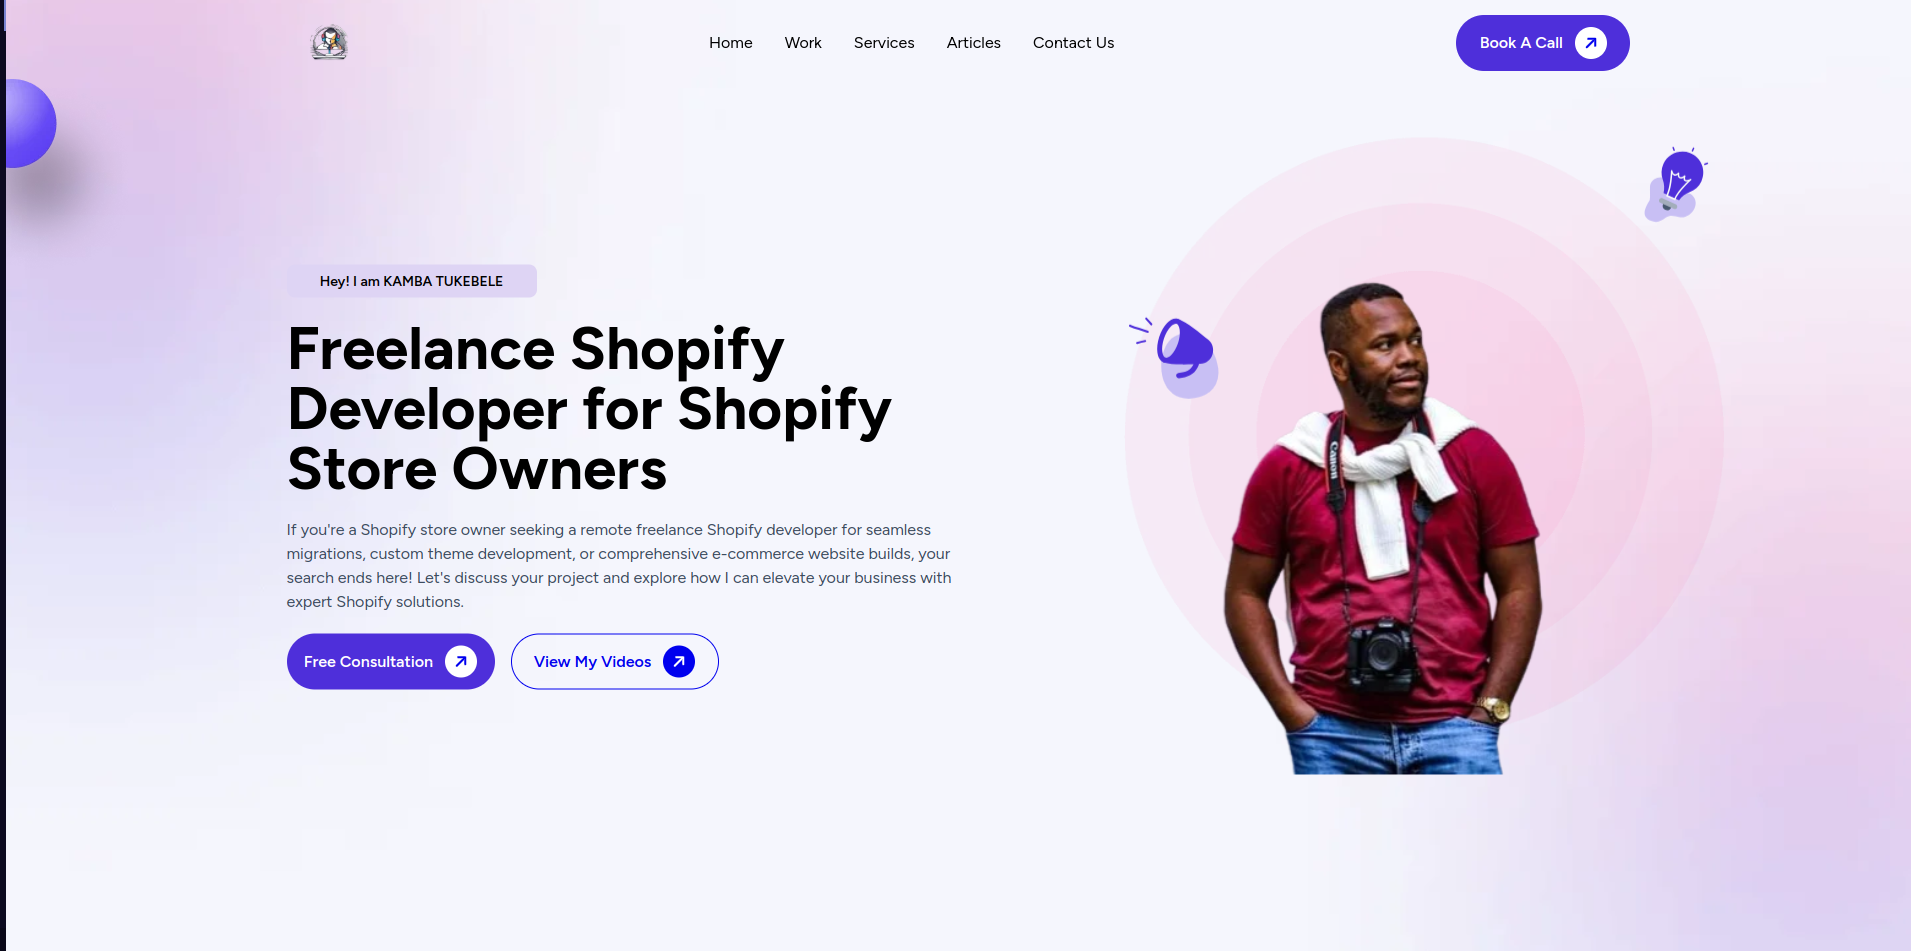 Home
Work
Services
Articles
Contact Us
Book A Call
Hey! I am KAMBA TUKEBELE
Freelance Shopify
Developer for Shopify
Store Owners
If you're a Shopify store owner seeking a remote freelance Shopify developer for seamless
migrations, custom theme development, or comprehensive e-commerce website builds, your
search ends here! Let's discuss your project and explore how I can elevate your business with
expert Shopify solutions.
Free Consultation
View My Videos
Canon